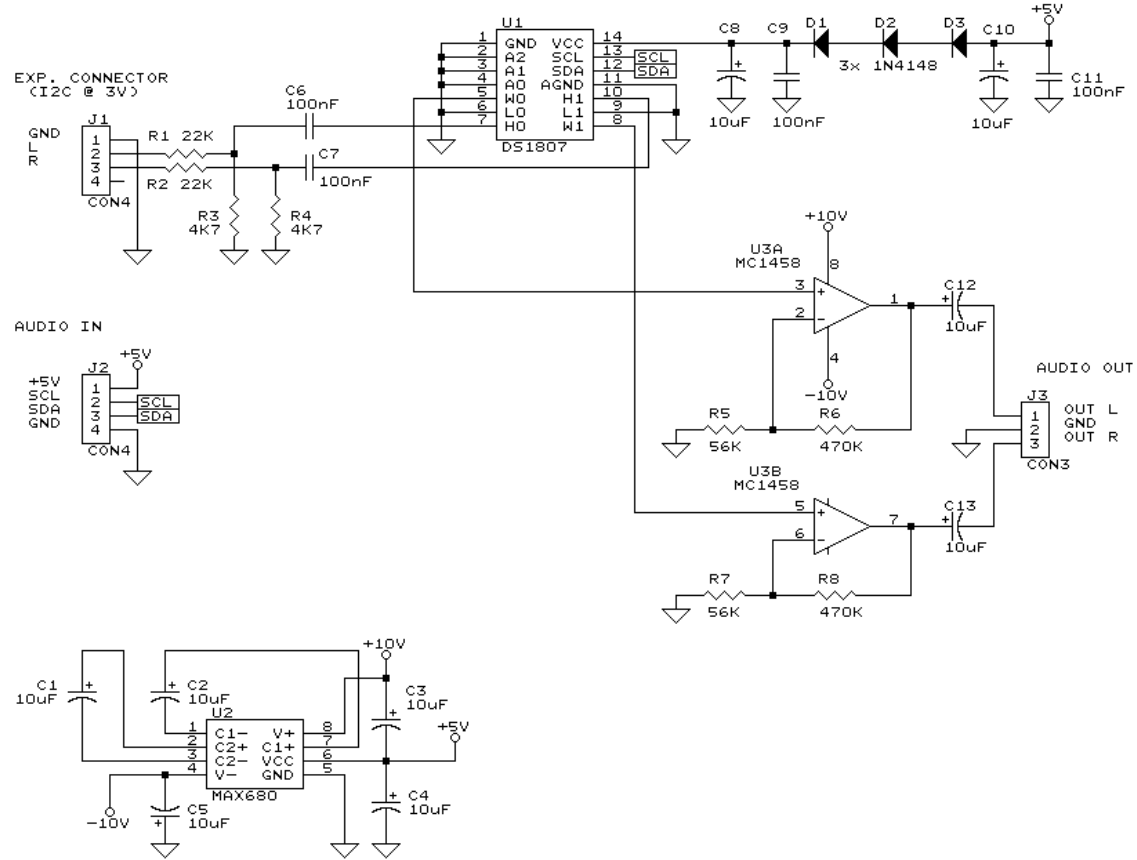 U1
1 GND VCC 14
2 A2 SCL 13 SCL
3 A1 SDA 12 SDA
4 A0 AGND 11
5 W0 H1 10
6 L0 L1 9
7 H0 W1 8
DS1807
C8
10uF
C9
100nF
D1 D2 D3
3x 1N4148
C10
10uF
+5V
C11
100nF
EXP. CONNECTOR
(I2C @ 3V)
J1
GND 1
L 2
R 3
4
CON4
R1 22K
R2 22K
C6
100nF
C7
100nF
R3
4K7
R4
4K7
+10V
U3A
MC1458
8
3 +
2 −
1
4
-10V
C12
+
10uF
R5
56K
R6
470K
AUDIO IN
+5V
J2
+5V 1
SCL 2 SCL
SDA 3 SDA
GND 4
CON4
AUDIO OUT
J3
1 OUT L
2 GND
3 OUT R
CON3
U3B
MC1458
5 +
6 −
7
C13
+
10uF
R7
56K
R8
470K
+10V
C1
10uF
C2
10uF
C3
10uF
+5V
U2
1 C1- V+ 8
2 C2+ C1+ 7
3 C2- VCC 6
4 V- GND 5
MAX680
-10V
C5
10uF
C4
10uF